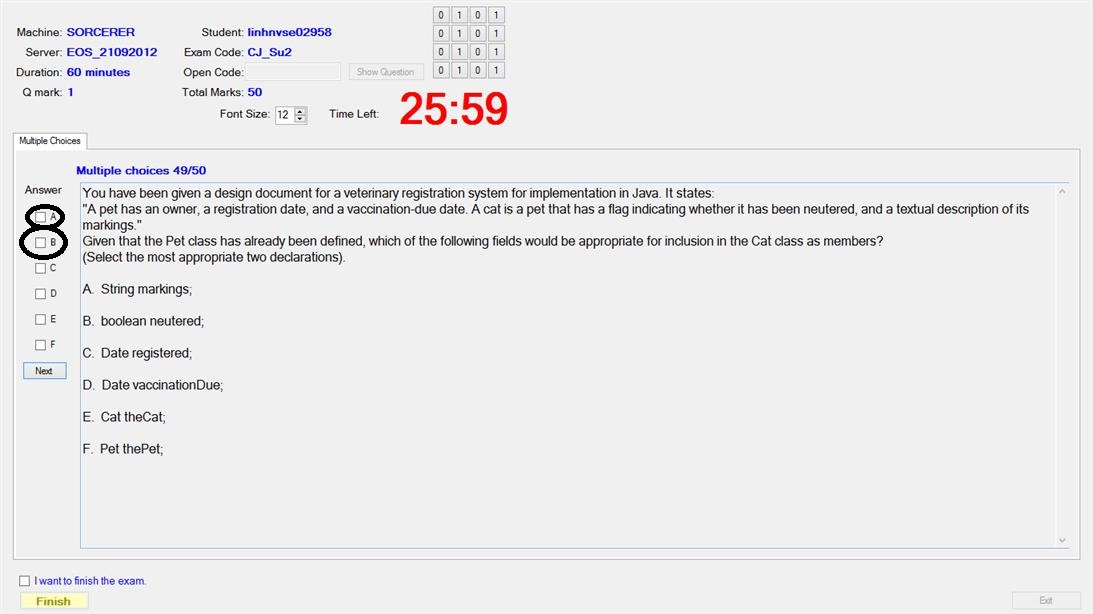 Machine: SORCERER
Student: linhnvse02958
Server: EOS_21092012
Exam Code: CJ_Su2
Duration: 60 minutes
Open Code:
Show Question
Q mark: 1
Total Marks: 50
0 1 0 1
0 1 0 1
0 1 0 1
0 1 0 1
Font Size: 12
Time Left: 25:59
Multiple Choices
Multiple choices 49/50
Answer
A
B
C
D
E
F
Next
You have been given a design document for a veterinary registration system for implementation in Java. It states:
"A pet has an owner, a registration date, and a vaccination-due date. A cat is a pet that has a flag indicating whether it has been neutered, and a textual description of its
markings."
Given that the Pet class has already been defined, which of the following fields would be appropriate for inclusion in the Cat class as members?
(Select the most appropriate two declarations).
A. String markings;
B. boolean neutered;
C. Date registered;
D. Date vaccinationDue;
E. Cat theCat;
F. Pet thePet;
I want to finish the exam.
Finish
Exit